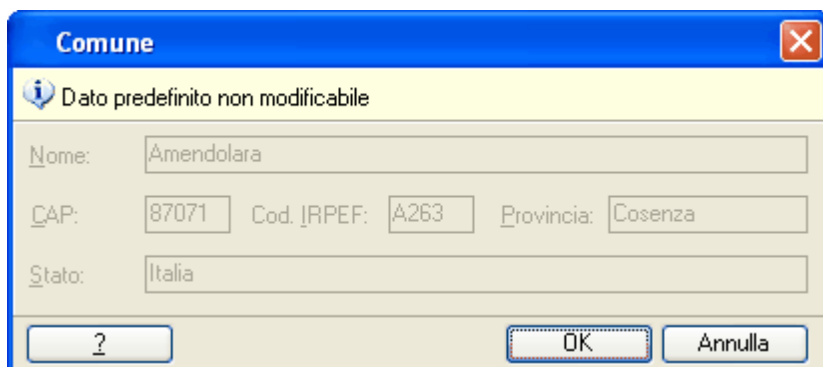 Comune
Dato predefinito non modificabile
Nome: Amendolara
CAP: 87071 Cod. IRPEF: A263 Provincia: Cosenza
Stato: Italia
? OK Annulla